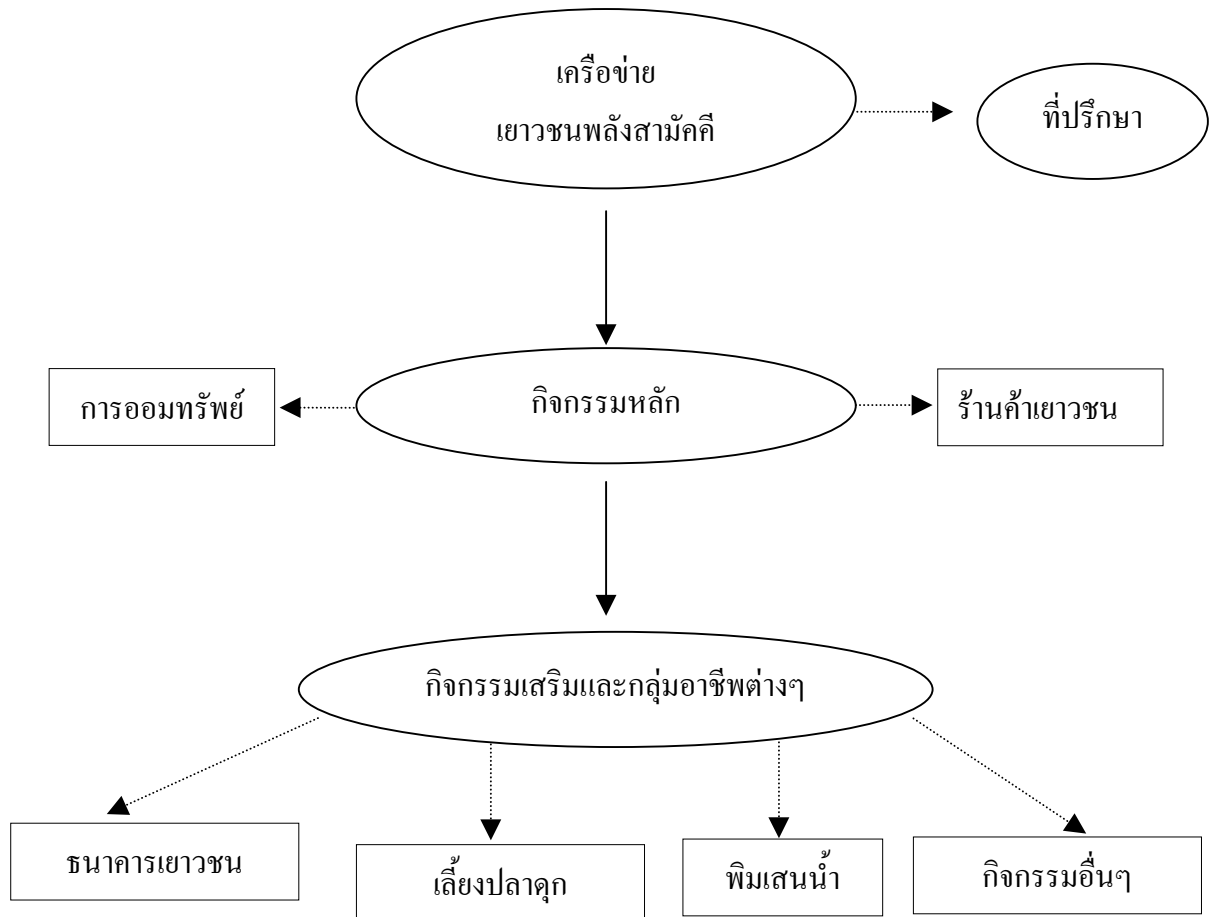 เครือข่าย
เยาวชนพลังสามัคคี
ที่ปรึกษา
การออมทรัพย์
กิจกรรมหลัก
ร้านค้าเยาวชน
กิจกรรมเสริมและกลุ่มอาชีพต่างๆ
ธนาคารเยาวชน
เลี้ยงปลาดุก
พิมเสนน้ำ
กิจกรรมอื่นๆ